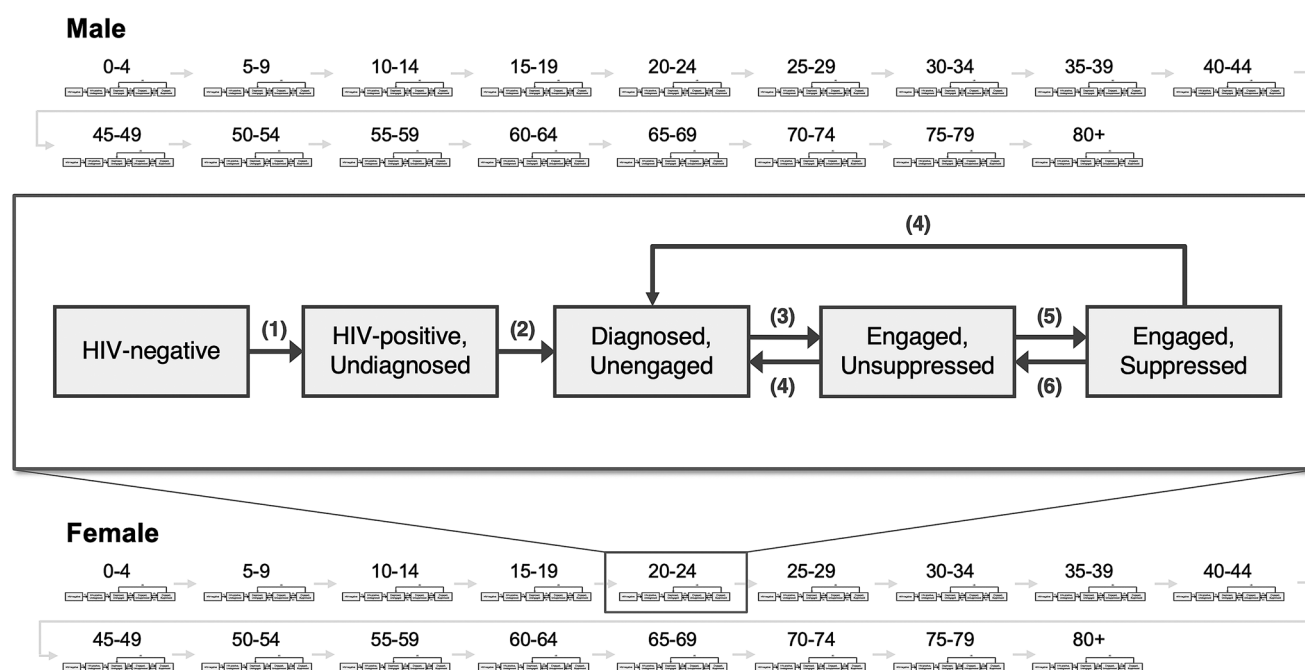 Male
0-4 5-9 10-14 15-19 20-24 25-29 30-34 35-39 40-44
45-49 50-54 55-59 60-64 65-69 70-74 75-79 80+
(4)
(1) (2) (3) (5)
HIV-negative
HIV-positive,
Undiagnosed
Diagnosed,
Unengaged
Engaged,
Unsuppressed
Engaged,
Suppressed
(4) (6)
Female
0-4 5-9 10-14 15-19 20-24 25-29 30-34 35-39 40-44
45-49 50-54 55-59 60-64 65-69 70-74 75-79 80+